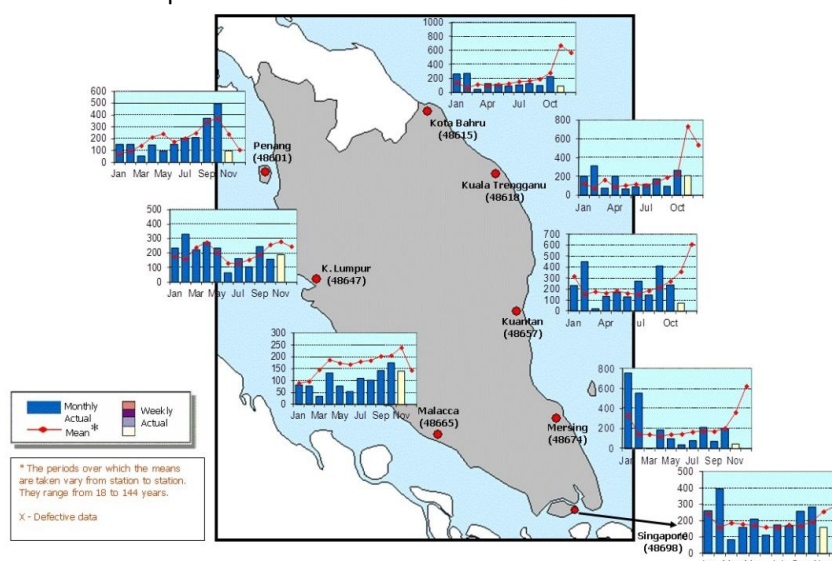 1000
800
600
400
200
0
Jan Apr Jul Oct
Kota Bahru
(48615)
600
500
400
300
200
100
0
Jan Mar May Jul Sep Nov
Penang
(48601)
800
600
400
200
0
Jan Apr Jul Oct
Kuala Trengganu
(48618)
500
400
300
200
100
0
Jan Mar May Jul Sep Nov
K. Lumpur
(48647)
700
600
500
400
300
200
100
0
Jan Apr Jul Oct
Kuantan
(48657)
300
250
200
150
100
50
0
Jan Mar May Jul Sep Nov
Malacca
(48665)
800
600
400
200
0
Jan Mar May Jul Sep Nov
Mersing
(48674)
500
400
300
200
100
0
Singapore
(48698)
Monthly
Actual
Mean*
Weekly
Actual
* The periods over which the means
are taken vary from station to station.
They range from 18 to 144 years.
X - Defective data